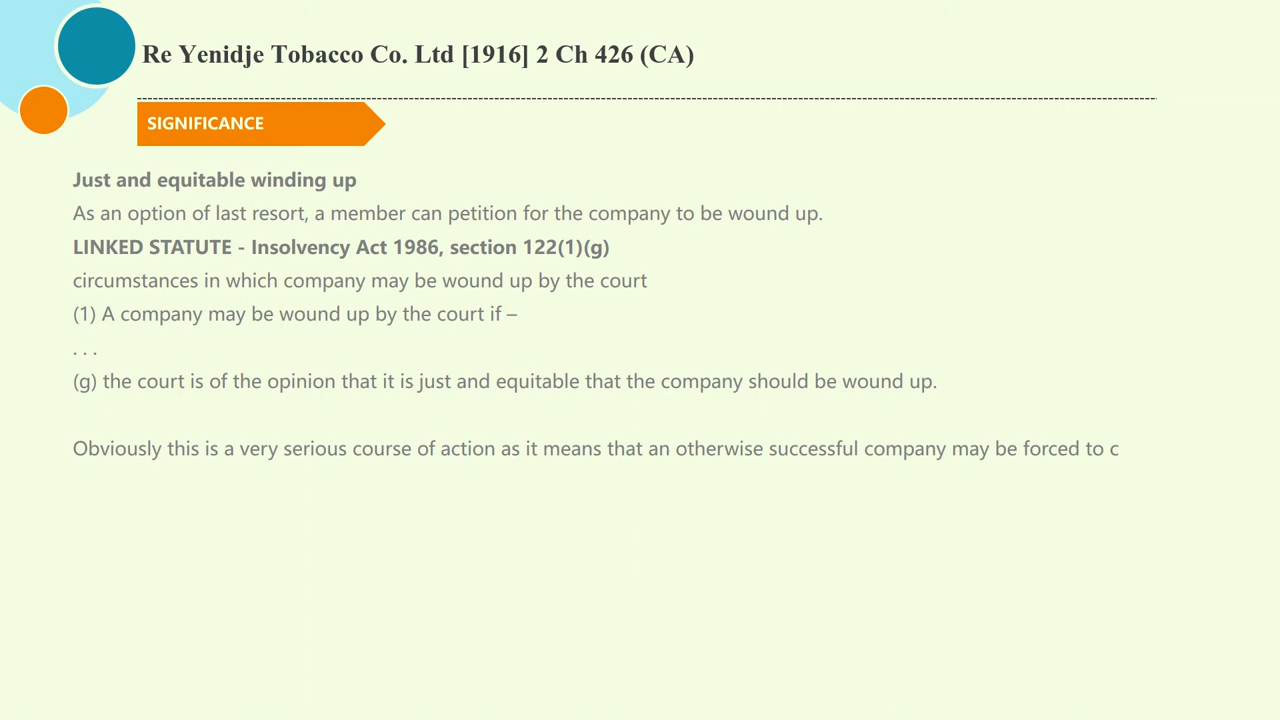 Re Yenidje Tobacco Co. Ltd [1916] 2 Ch 426 (CA)
SIGNIFICANCE
Just and equitable winding up
As an option of last resort, a member can petition for the company to be wound up.
LINKED STATUTE - Insolvency Act 1986, section 122(1)(g)
circumstances in which company may be wound up by the court
(1) A company may be wound up by the court if –
. . .
(g) the court is of the opinion that it is just and equitable that the company should be wound up.
Obviously this is a very serious course of action as it means that an otherwise successful company may be forced to c